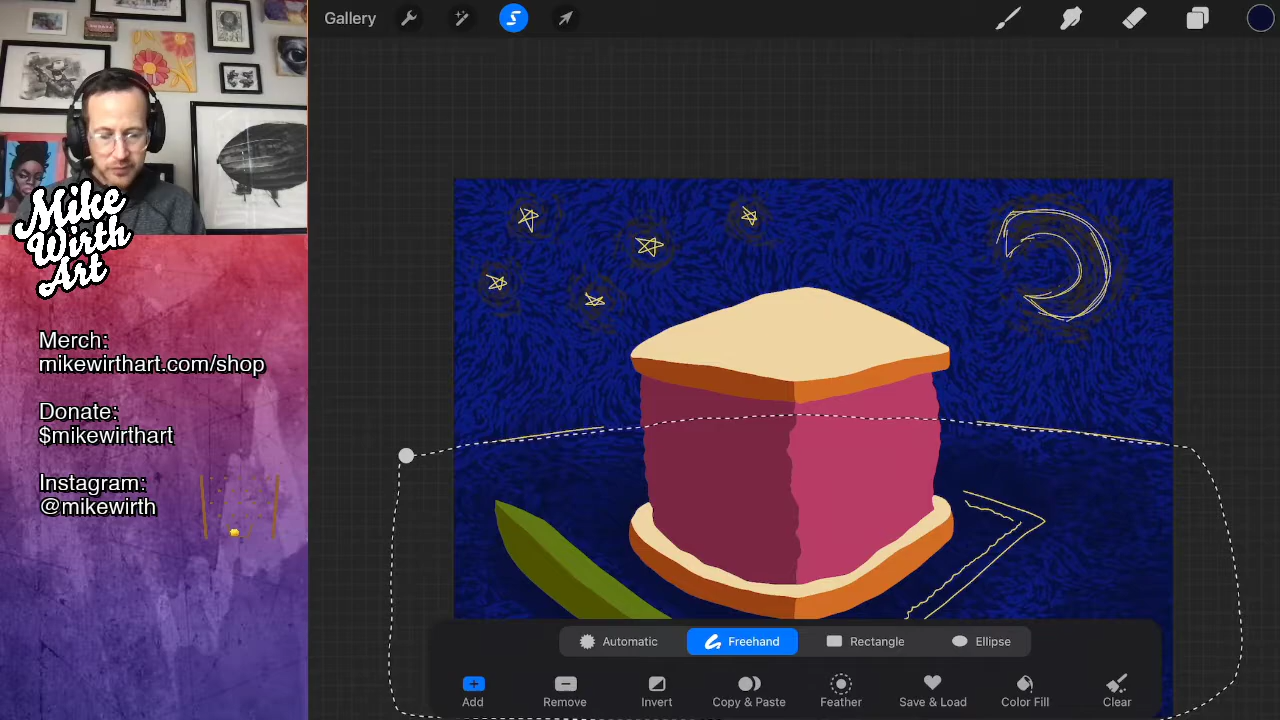 Gallery
Mike
Wirth
Art
Merch:
mikewirthart.com/shop
Donate:
$mikewirthart
Instagram:
@mikewirth
Automatic
Freehand
Rectangle
Ellipse
Add
Remove
Invert
Copy & Paste
Feather
Save & Load
Color Fill
Clear